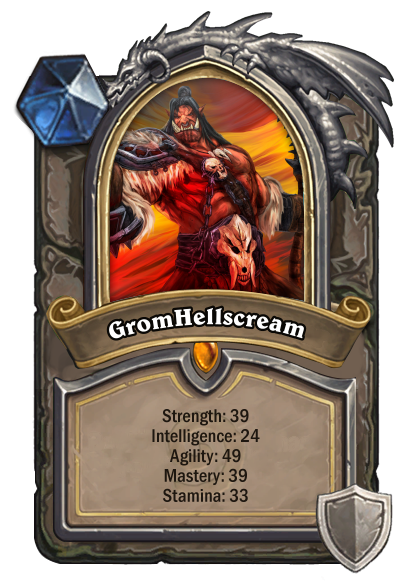 GromHellscream
Strength: 39
Intelligence: 24
Agility: 49
Mastery: 39
Stamina: 33